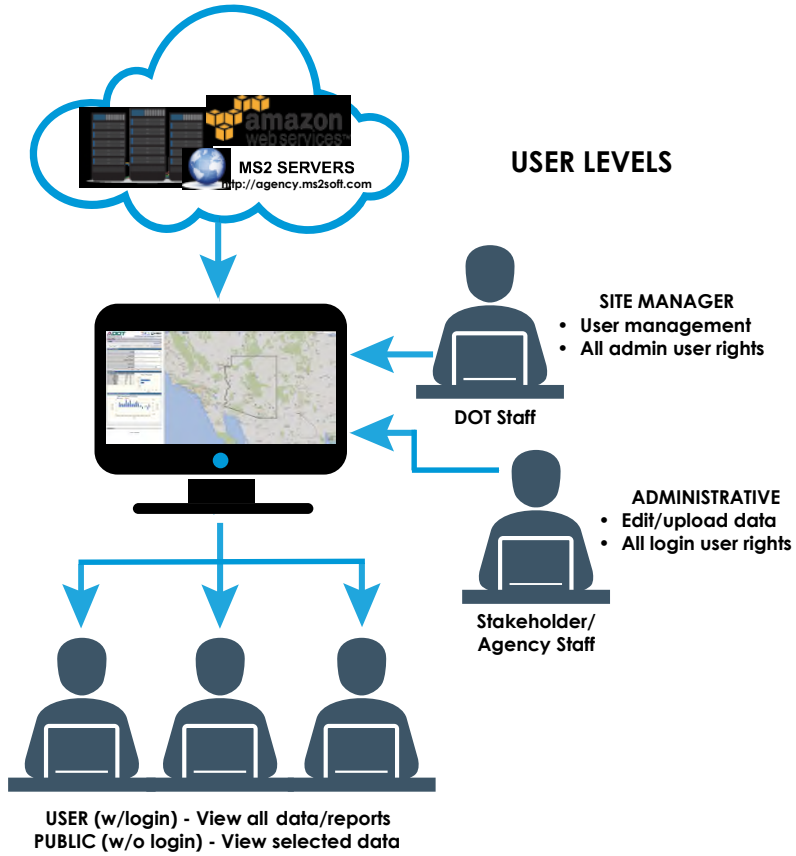 amazon
webservices™
MS2 SERVERS
http://agency.ms2soft.com
USER LEVELS
SITE MANAGER
• User management
• All admin user rights
DOT Staff
ADMINISTRATIVE
• Edit/upload data
• All login user rights
Stakeholder/
Agency Staff
ADOT
USER (w/login) - View all data/reports
PUBLIC (w/o login) - View selected data